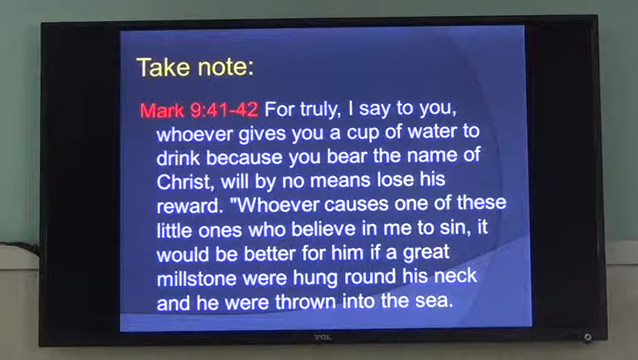 Take note:
Mark 9:41-42 For truly, I say to you,
whoever gives you a cup of water to
drink because you bear the name of
Christ, will by no means lose his
reward. "Whoever causes one of these
little ones who believe in me to sin, it
would be better for him if a great
millstone were hung round his neck
and he were thrown into the sea.
TCL